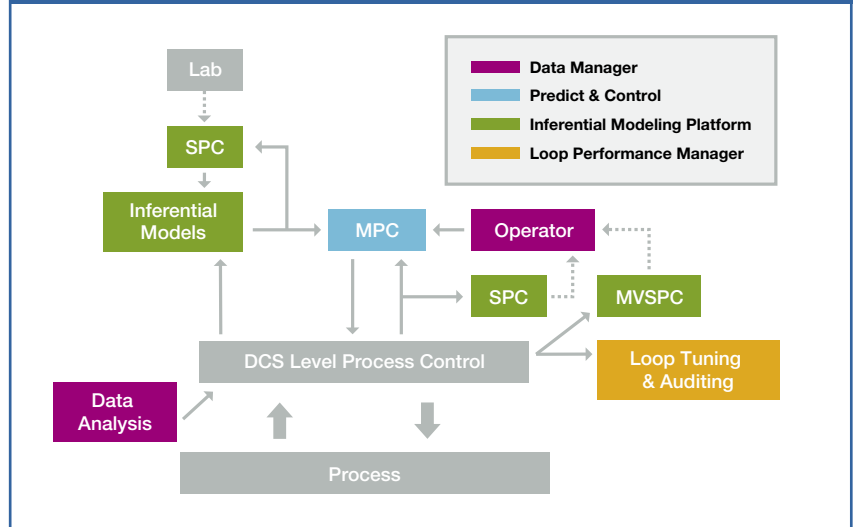 Lab
Data Manager
Predict & Control
Inferential Modeling Platform
Loop Performance Manager
SPC
Inferential
Models
MPC
Operator
SPC
MVSPC
DCS Level Process Control
Loop Tuning
& Auditing
Data
Analysis
Process